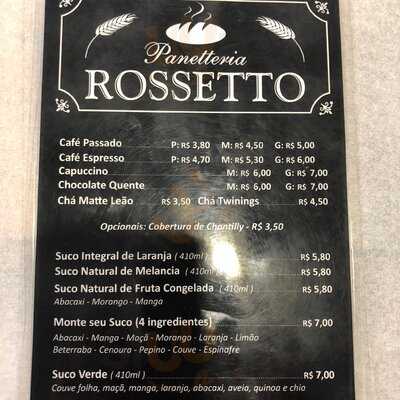 Panetteria
ROSSETTO
Café Passado P: R$ 3,80 M: R$ 4,50 G: R$ 5,00
Café Espresso P: R$ 4,70 M: R$ 5,30 G: R$ 6,00
Capuccino M: R$ 6,00 G: R$ 7,00
Chocolate Quente M: R$ 6,00 G: R$ 7,00
Chá Matte Leão R$ 3,50 Chá Twinings R$ 4,50
Opcionais: Cobertura de Chantilly - R$ 3,50
Suco Integral de Laranja (410ml) R$ 5,80
Suco Natural de Melancia (410ml) R$ 5,80
Suco Natural de Fruta Congelada (410ml) R$ 5,80
Abacaxi - Morango - Manga
Monte seu Suco (4 ingredientes) R$ 7,00
Abacaxi - Manga - Maçã - Morango - Laranja - Limão
Beterraba - Cenoura - Pepino - Couve - Espinafre
Suco Verde (410ml) R$ 7,00
Couve folha, maçã, manga, laranja, abacaxi, aveia, quinoa e chia